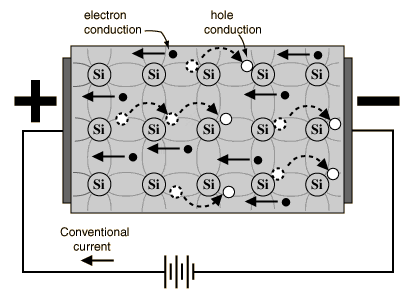 electron
conduction
hole
conduction
+
−
Si Si Si Si Si
Si Si Si Si Si
Si Si Si Si Si
Conventional
current